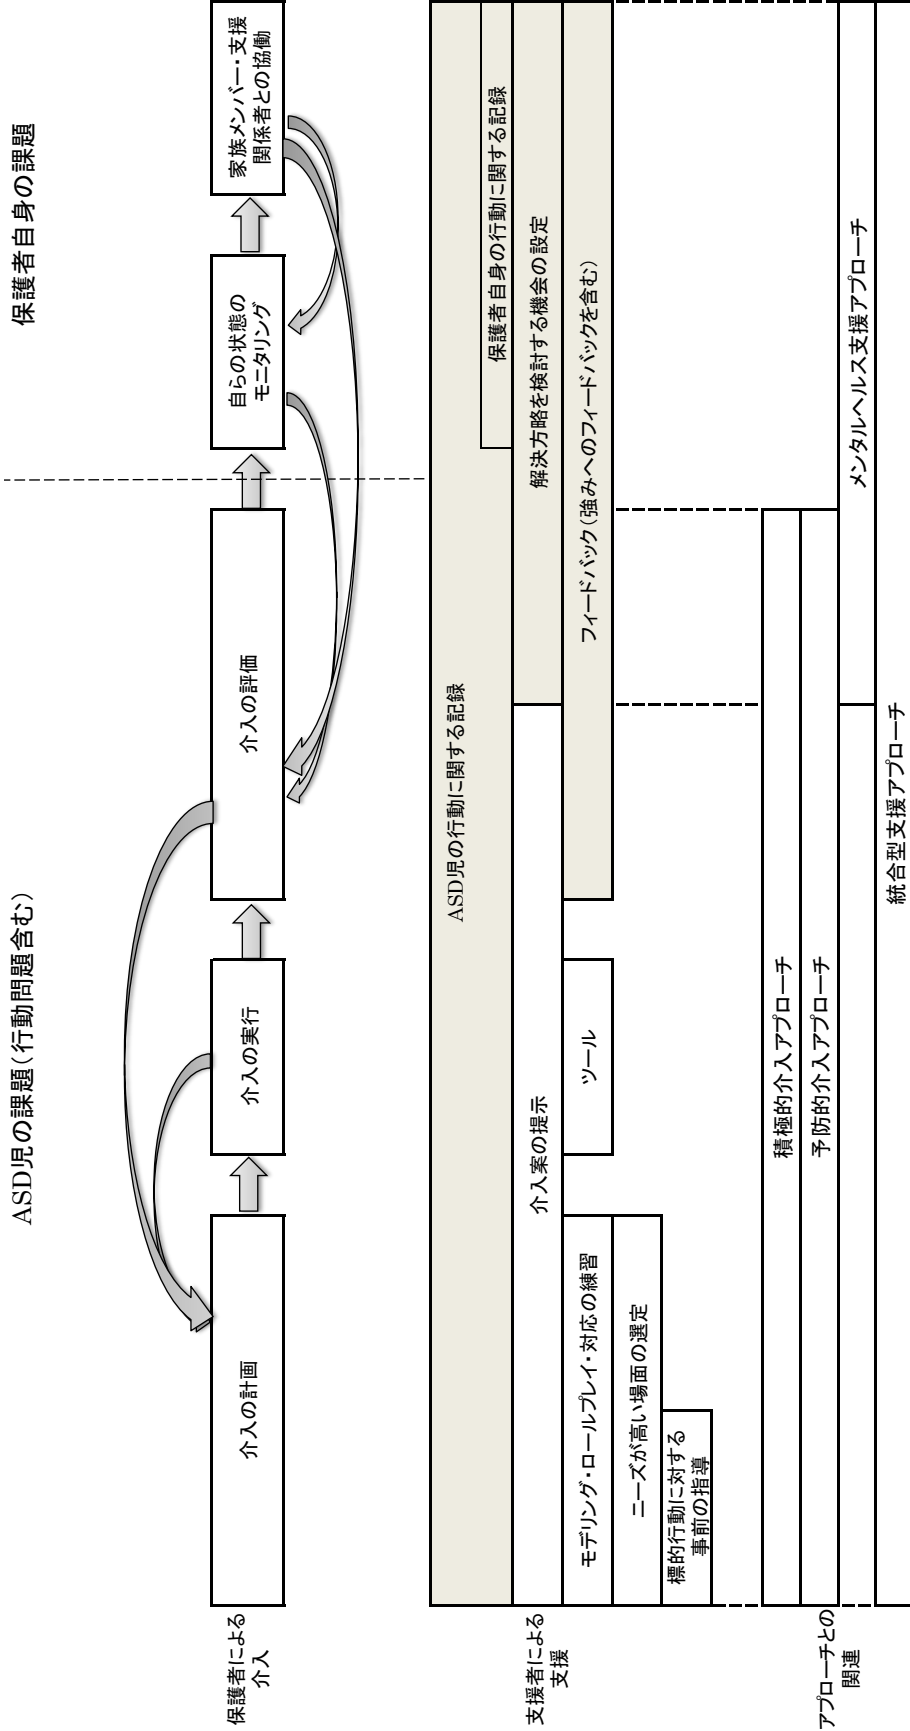 ASD児の課題（行動問題含む）
保護者自身の課題
保護者による
介入
介入の計画
介入の実行
介入の評価
自らの状態の
モニタリング
家族メンバー・支援
関係者との協働
支援者による
支援
ASD児の行動に関する記録
保護者自身の行動に関する記録
介入案の提示
解決方略を検討する機会の設定
モデリング・ロールプレイ・対応の練習
ツール
フィードバック（強みへのフィードバックを含む）
ニーズが高い場面の選定
標的行動に対する
事前の指導
アプローチとの
関連
積極的介入アプローチ
予防的介入アプローチ
メンタルヘルス支援アプローチ
統合型支援アプローチ